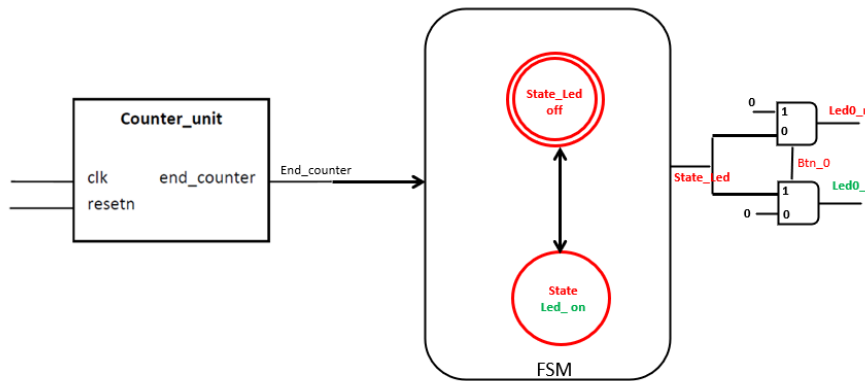 Counter_unit
clk
end_counter
resetn
End_counter
State_Led
off
State
Led_ on
FSM
State_Led
0
1
0
Btn_0
1
0
0
Led0_